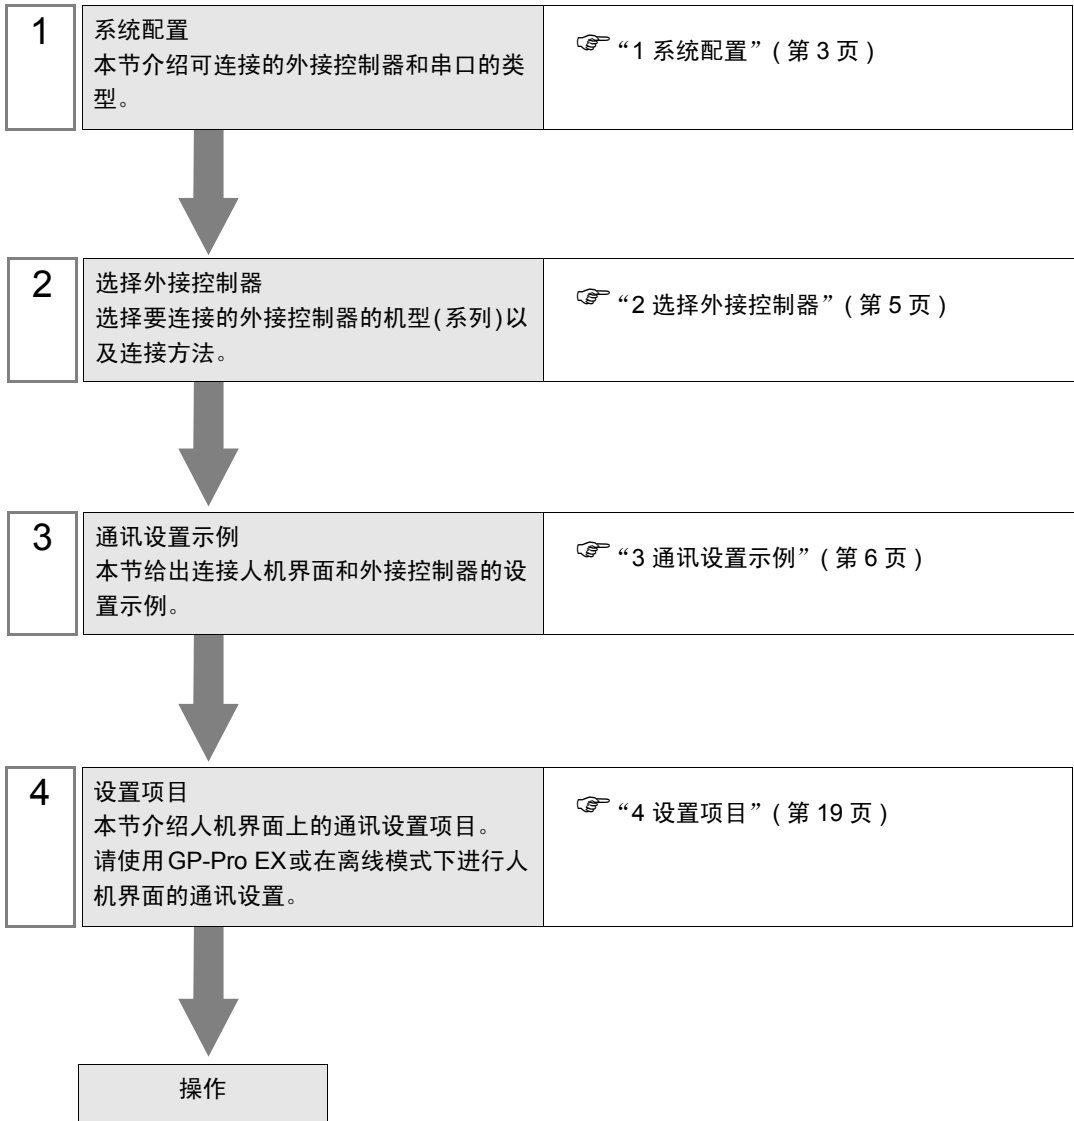 1
系统配置
本节介绍可连接的外接控制器和串口的类
型。
☞“1 系统配置” ( 第 3 页 )
2
选择外接控制器
选择要连接的外接控制器的机型(系列)以
及连接方法。
☞“2 选择外接控制器” ( 第 5 页 )
3
通讯设置示例
本节给出连接人机界面和外接控制器的设
置示例。
☞“3 通讯设置示例” ( 第 6 页 )
4
设置项目
本节介绍人机界面上的通讯设置项目。
请使用GP-Pro EX或在离线模式下进行人
机界面的通讯设置。
☞“4 设置项目” ( 第 19 页 )
操作